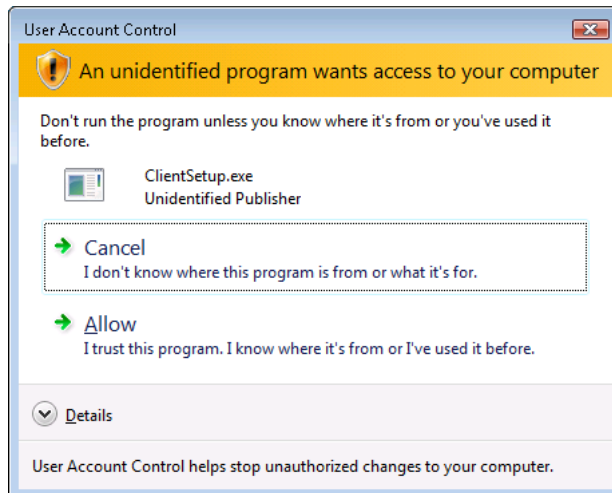 User Account Control
An unidentified program wants access to your computer
Don't run the program unless you know where it's from or you've used it
before.
ClientSetup.exe
Unidentified Publisher
Cancel
I don't know where this program is from or what it's for.
Allow
I trust this program. I know where it's from or I've used it before.
Details
User Account Control helps stop unauthorized changes to your computer.